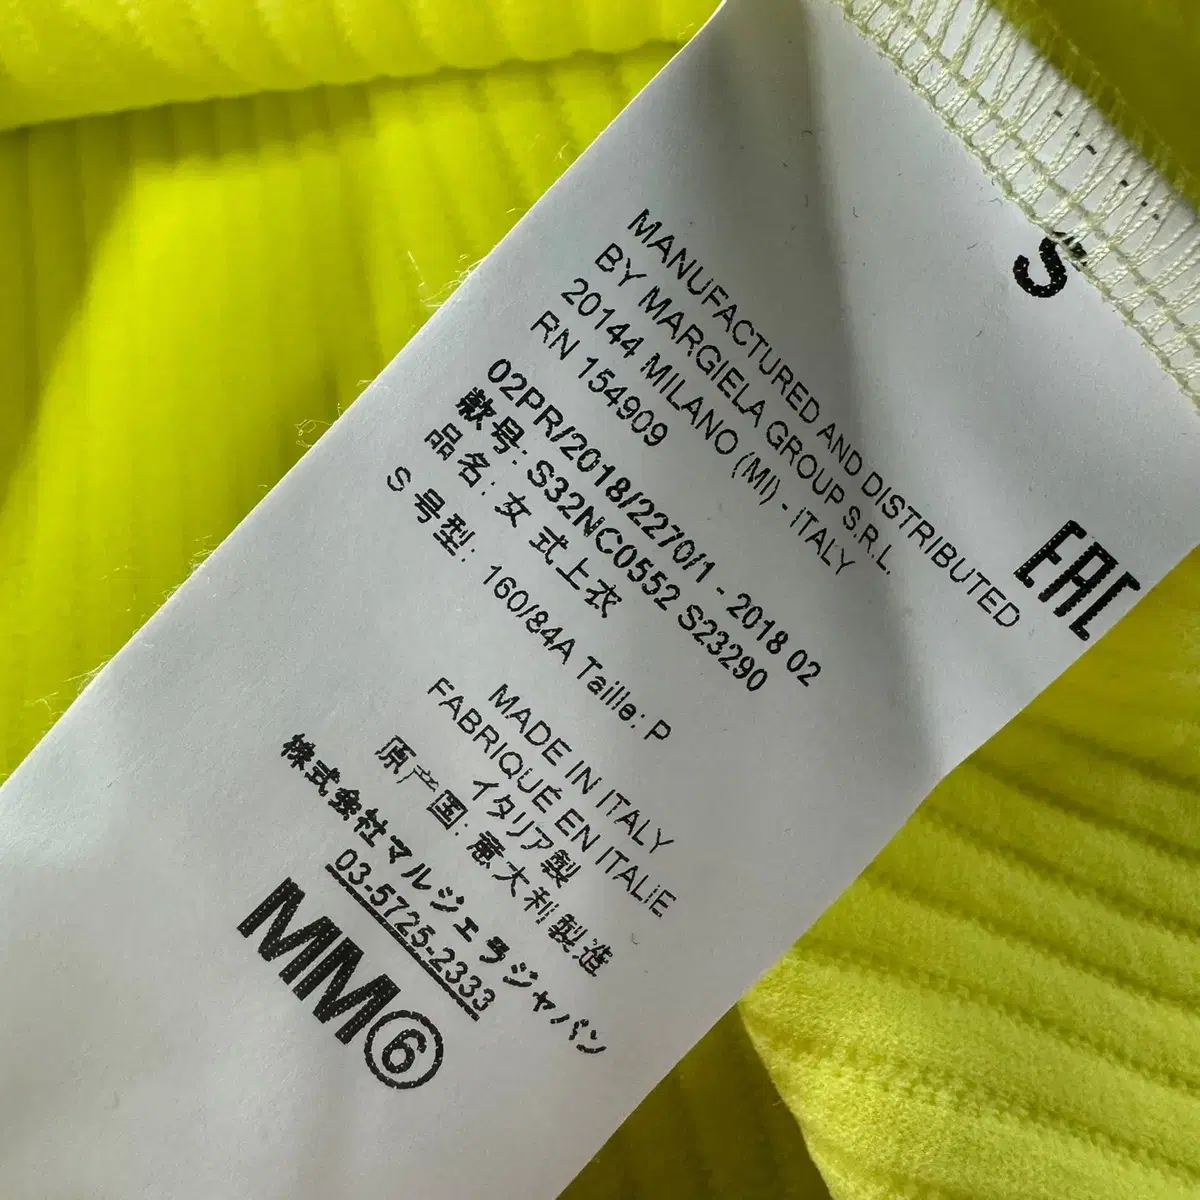 S
EAC
MANUFACTURED AND DISTRIBUTED
BY MARGIELA GROUP S.R.L.
20144 MILANO (MI) - ITALY
RN 154909
02PR/2018/2270/1 - 2018 02
款号: S32NC0552 S23290
品名: 女式上衣
S 号型: 160/84A Taille: P
MADE IN ITALY
FABRIQUÉ EN ITALIE
イタリア製
原产国: 意大利製造
株式会社マルジェラジャパン
03-5725-2333
MM⑥